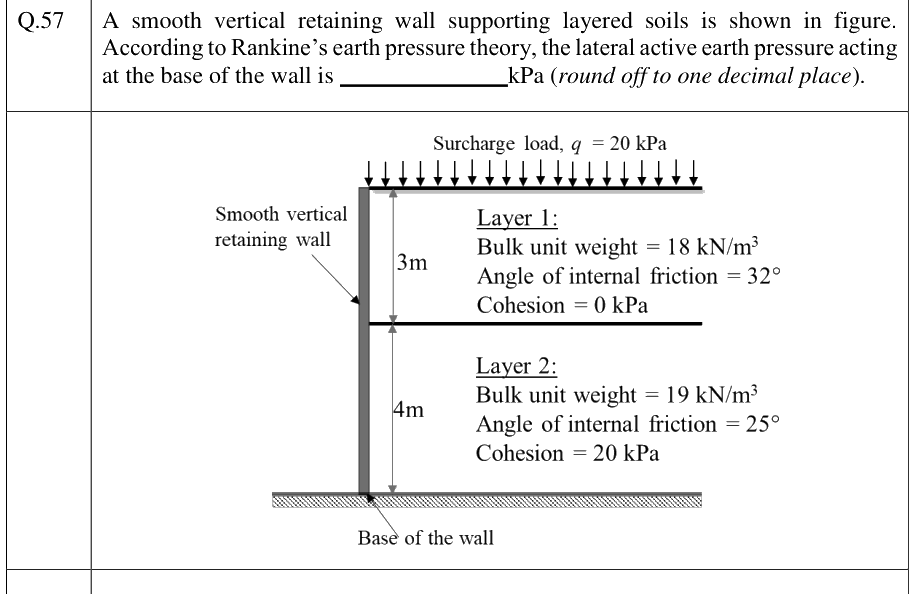 Q.57
A smooth vertical retaining wall supporting layered soils is shown in figure.
According to Rankine’s earth pressure theory, the lateral active earth pressure acting
at the base of the wall is ________________kPa (round off to one decimal place).
Surcharge load, q = 20 kPa
Smooth vertical
retaining wall
3m
Layer 1:
Bulk unit weight = 18 kN/m³
Angle of internal friction = 32°
Cohesion = 0 kPa
4m
Layer 2:
Bulk unit weight = 19 kN/m³
Angle of internal friction = 25°
Cohesion = 20 kPa
Base of the wall